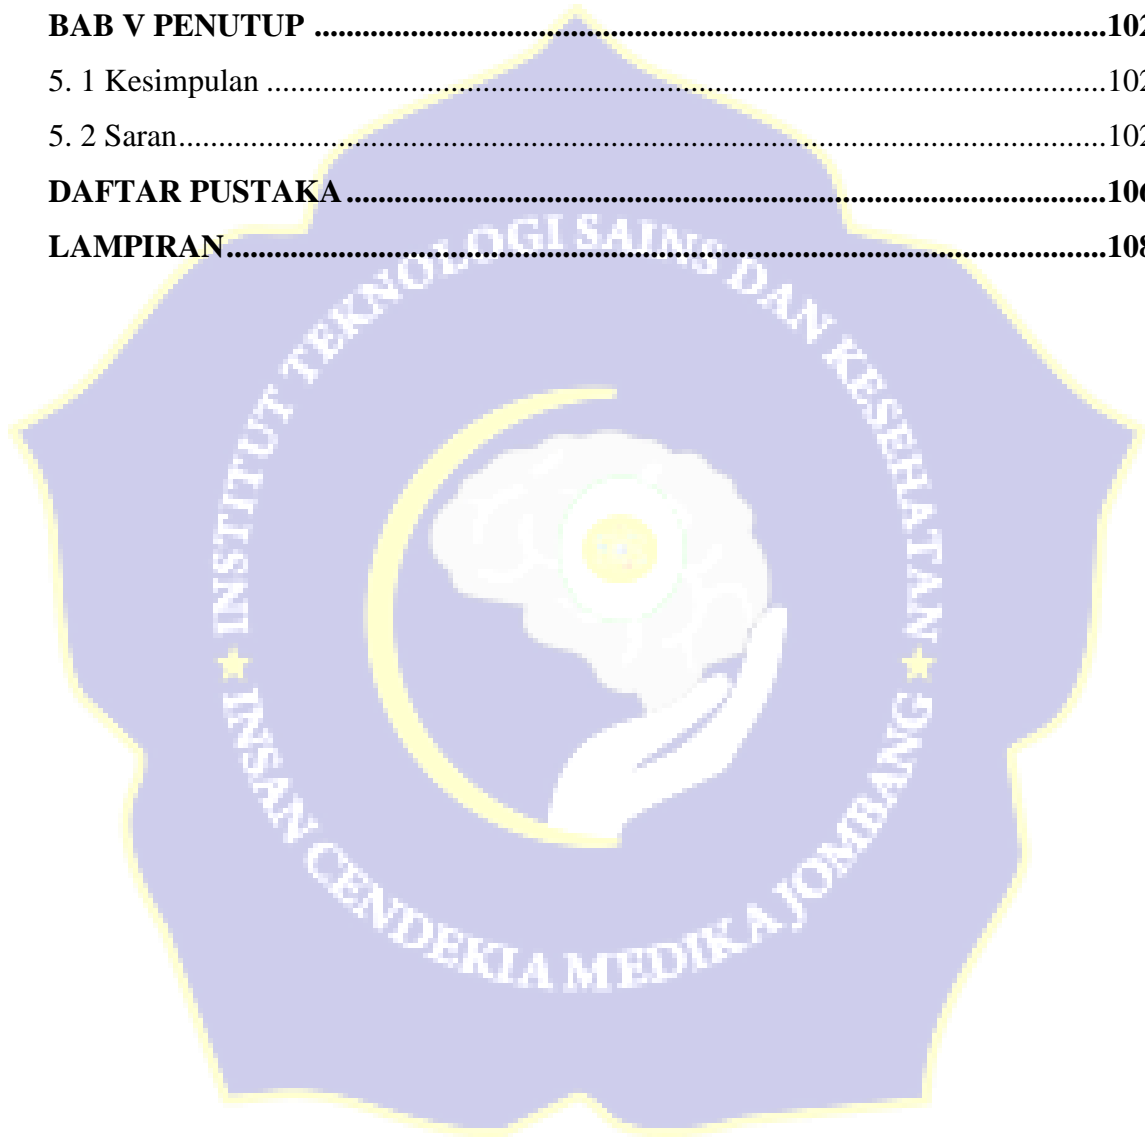 BAB V PENUTUP ....................................................................................................102
5. 1 Kesimpulan ..........................................................................................................102
5. 2 Saran.....................................................................................................................102
DAFTAR PUSTAKA ................................................................................................106
LAMPIRAN...............................................................................................................108
INSTITUT TEKNOLOGI SAINS DAN KESEHATAN
INSAN CENDEKIA MEDIKA JOMBANG